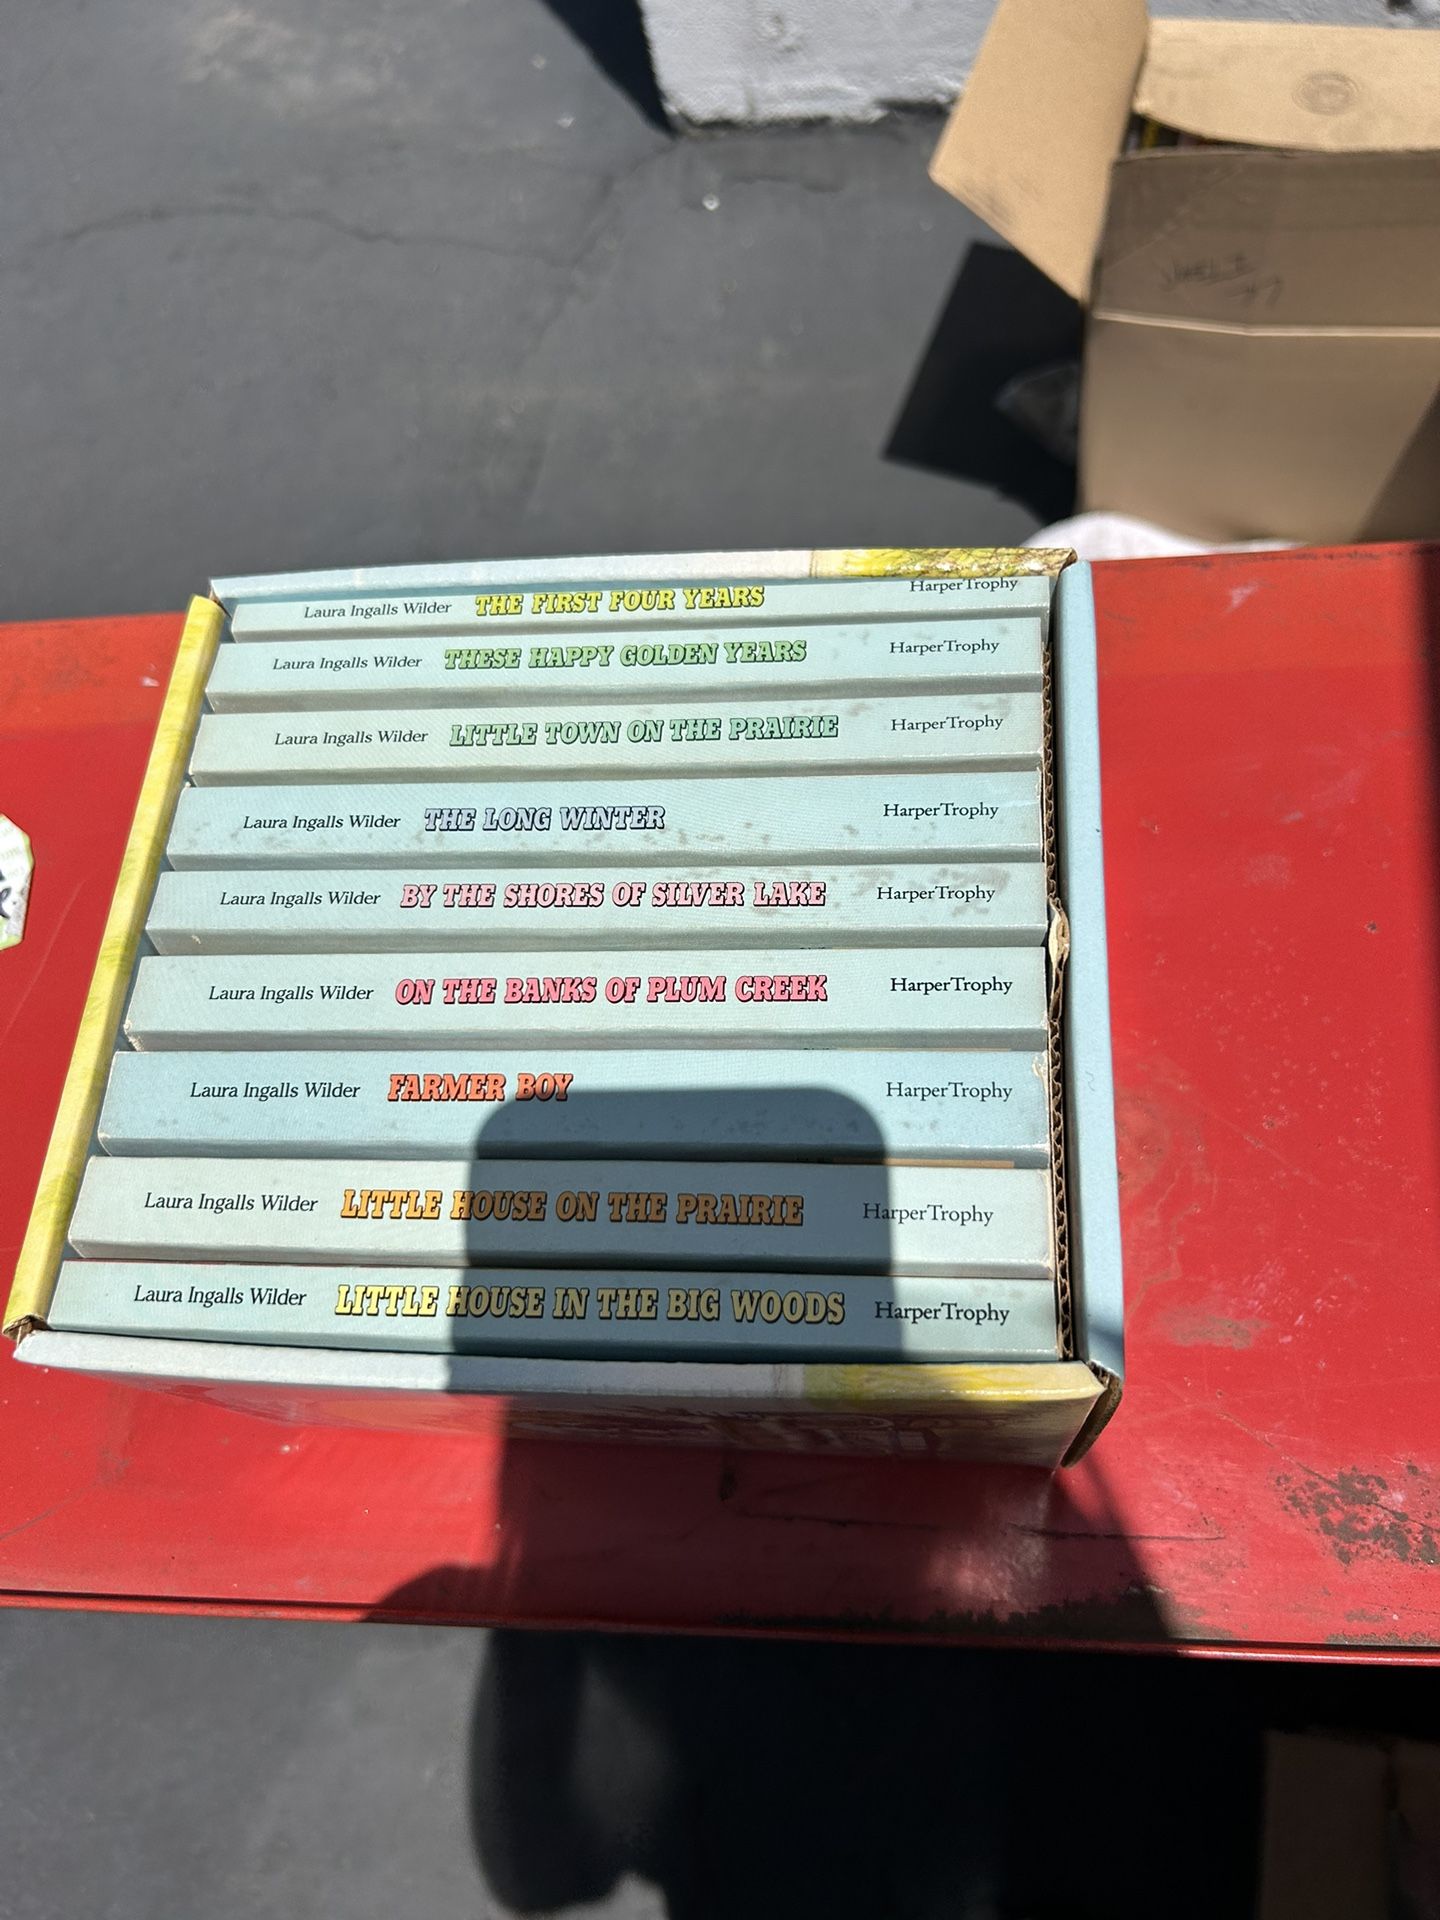 Laura Ingalls Wilder THE FIRST FOUR YEARS HarperTrophy
Laura Ingalls Wilder THESE HAPPY GOLDEN YEARS HarperTrophy
Laura Ingalls Wilder LITTLE TOWN ON THE PRAIRIE HarperTrophy
Laura Ingalls Wilder THE LONG WINTER HarperTrophy
Laura Ingalls Wilder BY THE SHORES OF SILVER LAKE HarperTrophy
Laura Ingalls Wilder ON THE BANKS OF PLUM CREEK HarperTrophy
Laura Ingalls Wilder FARMER BOY HarperTrophy
Laura Ingalls Wilder LITTLE HOUSE ON THE PRAIRIE HarperTrophy
Laura Ingalls Wilder LITTLE HOUSE IN THE BIG WOODS HarperTrophy